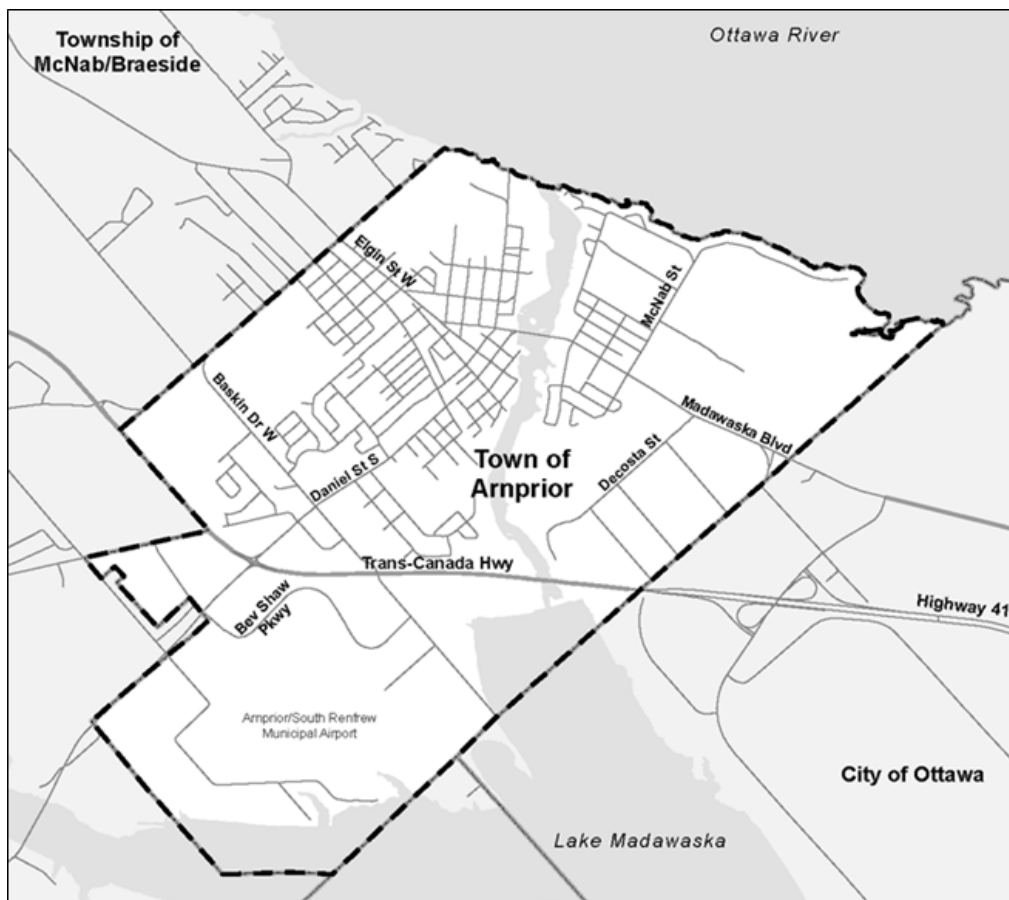 Township of
McNab/Braeside
Ottawa River
Elgin St W
McNab St
Baskin Dr W
Madawaska Blvd
Daniel St S
Town of
Arnprior
Decosta St
Trans-Canada Hwy
Bev Shaw
Pkwy
Highway 41
Arnprior/South Renfrew
Municipal Airport
City of Ottawa
Lake Madawaska